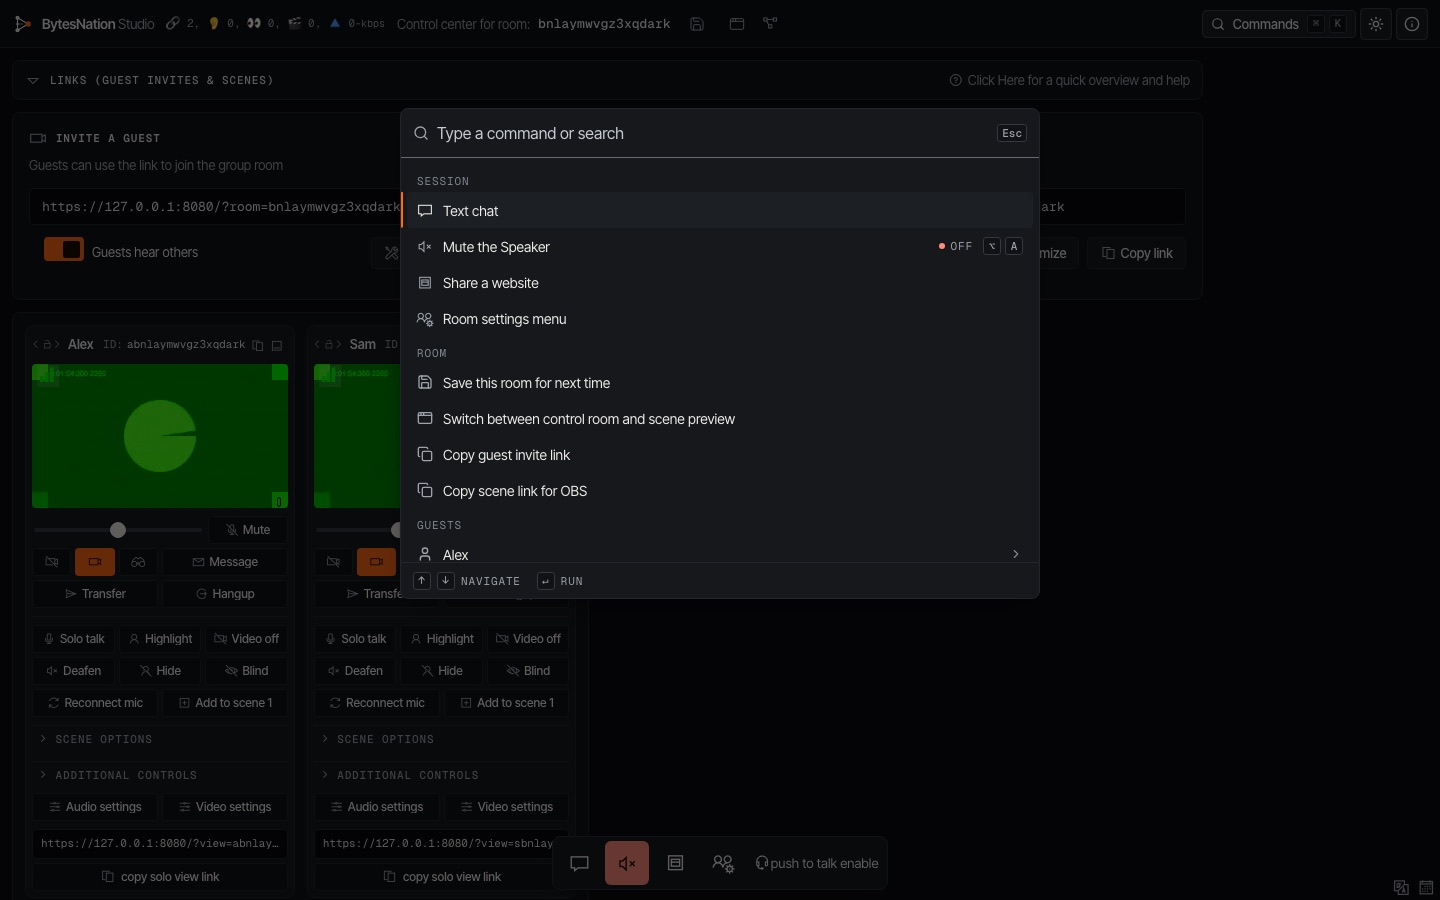 BytesNation Studio 2, 0, 0, 0, 0-kbps Control center for room: bnlaymwvgz3xqdark Commands ⌘ K
LINKS (GUEST INVITES & SCENES) Click Here for a quick overview and help
INVITE A GUEST
Guests can use the link to join the group room
https://127.0.0.1:8080/?room=bnlaymwvgz3xqdark ark
Guests hear others mize Copy link
Type a command or search Esc
SESSION
Text chat
Mute the Speaker OFF ⌥ A
Share a website
Room settings menu
ROOM
Save this room for next time
Switch between control room and scene preview
Copy guest invite link
Copy scene link for OBS
GUESTS
Alex
↑ ↓ NAVIGATE ↵ RUN
Alex ID: abnlaymwvgz3xqdark
Mute
Message
Transfer Hangup
Solo talk Highlight Video off
Deafen Hide Blind
Reconnect mic Add to scene 1
SCENE OPTIONS
ADDITIONAL CONTROLS
Audio settings Video settings
https://127.0.0.1:8080/?view=abnlay…
copy solo view link
Sam ID
Transfe
Solo talk Highlight Video off
Deafen Hide Blind
Reconnect mic Add to scene 1
SCENE OPTIONS
ADDITIONAL CONTROLS
Audio settings Video settings
https://127.0.0.1:8080/?view=sbnlay
copy solo view link
push to talk enable